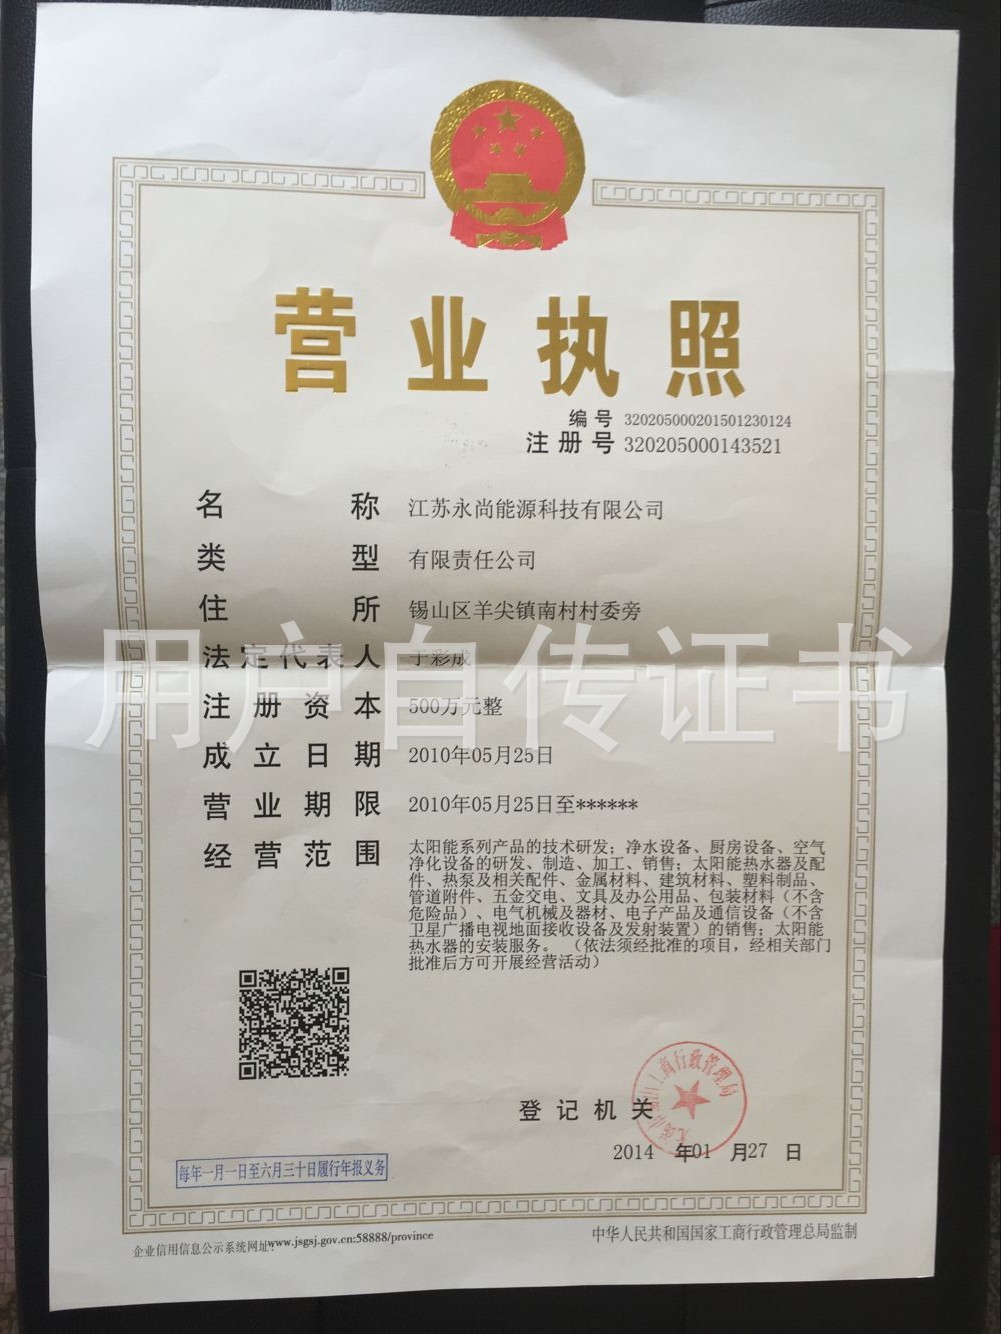 营业执照
编号 320205000201501230124
注册号 320205000143521
名称 江苏永尚能源科技有限公司
类型 有限责任公司
住所 锡山区羊尖镇南村村委旁
法定代表人 于彩成
注册资本 500万元整
成立日期 2010年05月25日
营业期限 2010年05月25日至******
经营范围 太阳能系列产品的技术研发；净水设备、厨房设备、空气
净化设备的研发、制造、加工、销售；太阳能热水器及配
件、热泵及相关配件、金属材料、建筑材料、塑料制品、
管道附件、五金交电、文具及办公用品、包装材料（不含
危险品）、电气机械及器材、电子产品及通信设备（不含
卫星广播电视地面接收设备及发射装置）的销售；太阳能
热水器的安装服务。（依法须经批准的项目，经相关部门
批准后方可开展经营活动）
用户自传证书
登记机关
工商行政管理局
2014 年01 月27 日
每年一月一日至六月三十日履行年报义务
企业信用信息公示系统网址：www.jsgsj.gov.cn:58888/province
中华人民共和国国家工商行政管理总局监制